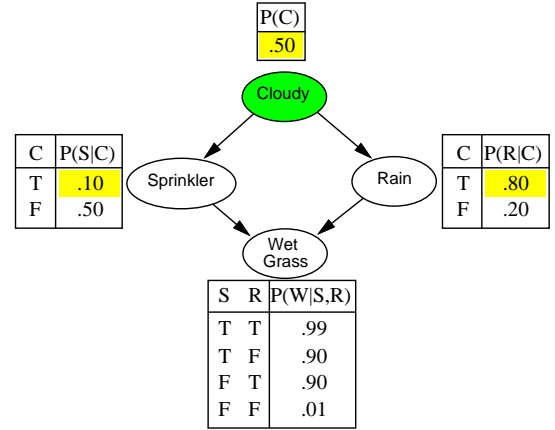 P(C)
.50
Cloudy
C P(S|C)
T .10
F .50
Sprinkler
Rain
C P(R|C)
T .80
F .20
Wet
Grass
S R P(W|S,R)
T T .99
T F .90
F T .90
F F .01